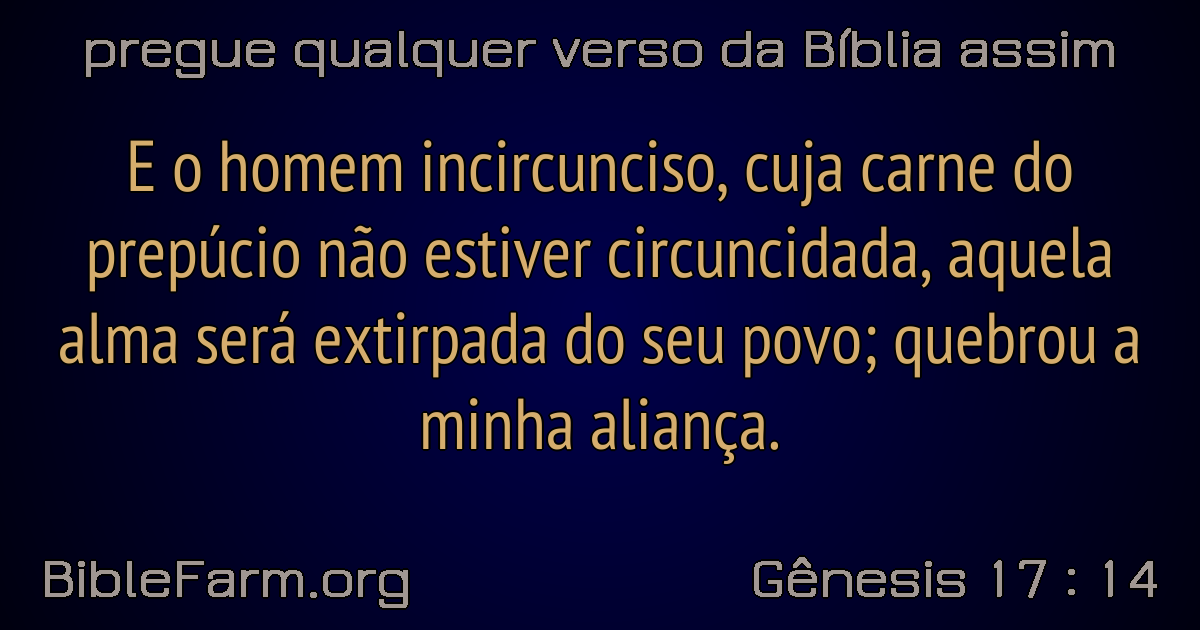 pregue qualquer verso da Bíblia assim
E o homem incircunciso, cuja carne do
prepúcio não estiver circuncidada, aquela
alma será extirpada do seu povo; quebrou a
minha aliança.
BibleFarm.org
Gênesis 17 : 14